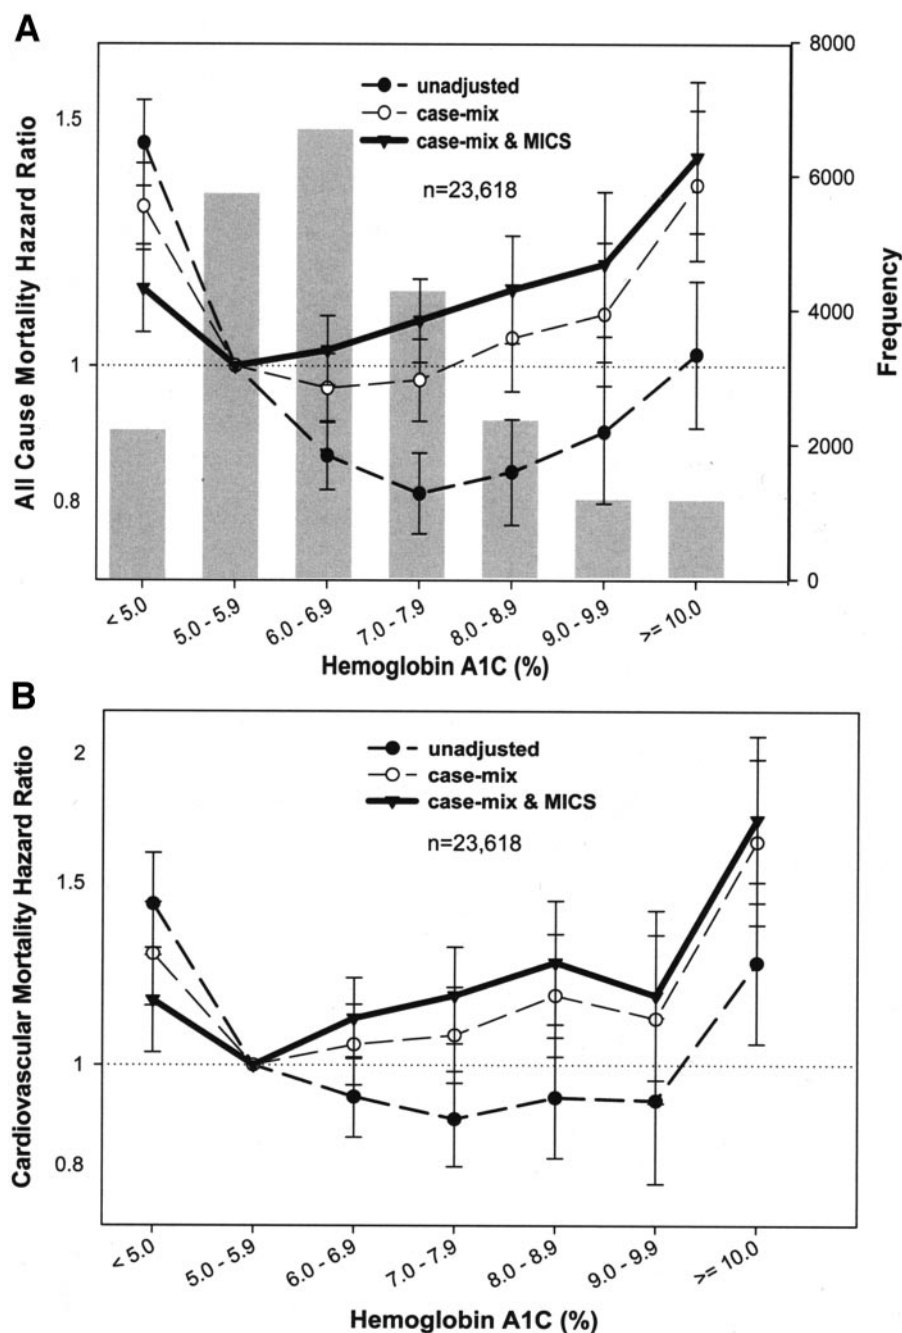 A
All Cause Mortality Hazard Ratio
1.5
1
0.8
unadjusted
case-mix
case-mix & MICS
n=23,618
8000
6000
4000
2000
0
Frequency
< 5.0
5.0 - 5.9
6.0 - 6.9
7.0 - 7.9
8.0 - 8.9
9.0 - 9.9
>= 10.0
Hemoglobin A1C (%)
B
Cardiovascular Mortality Hazard Ratio
2
1.5
1
0.8
unadjusted
case-mix
case-mix & MICS
n=23,618
< 5.0
5.0 - 5.9
6.0 - 6.9
7.0 - 7.9
8.0 - 8.9
9.0 - 9.9
>= 10.0
Hemoglobin A1C (%)